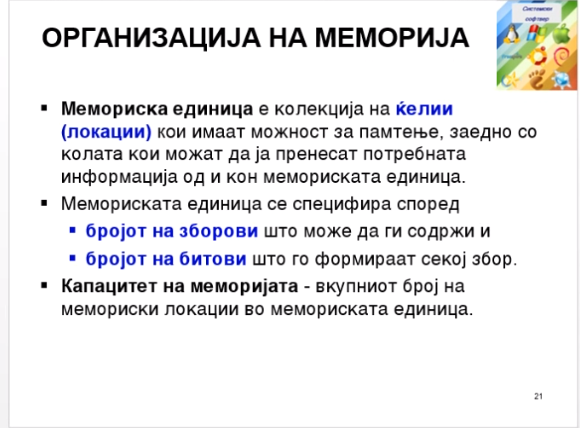 ОРГАНИЗАЦИЈА НА МЕМОРИЈА
Системски
софтвер
▪ Мемориска единица е колекција на ќелии
(локации) кои имаат можност за памтење, заедно со
колата кои можат да ја пренесат потребната
информација од и кон мемориската единица.
▪ Мемориската единица се специфира според
▪ бројот на зборови што може да ги содржи и
▪ бројот на битови што го формираат секој збор.
▪ Капацитет на меморијата - вкупниот број на
мемориски локации во мемориската единица.
21